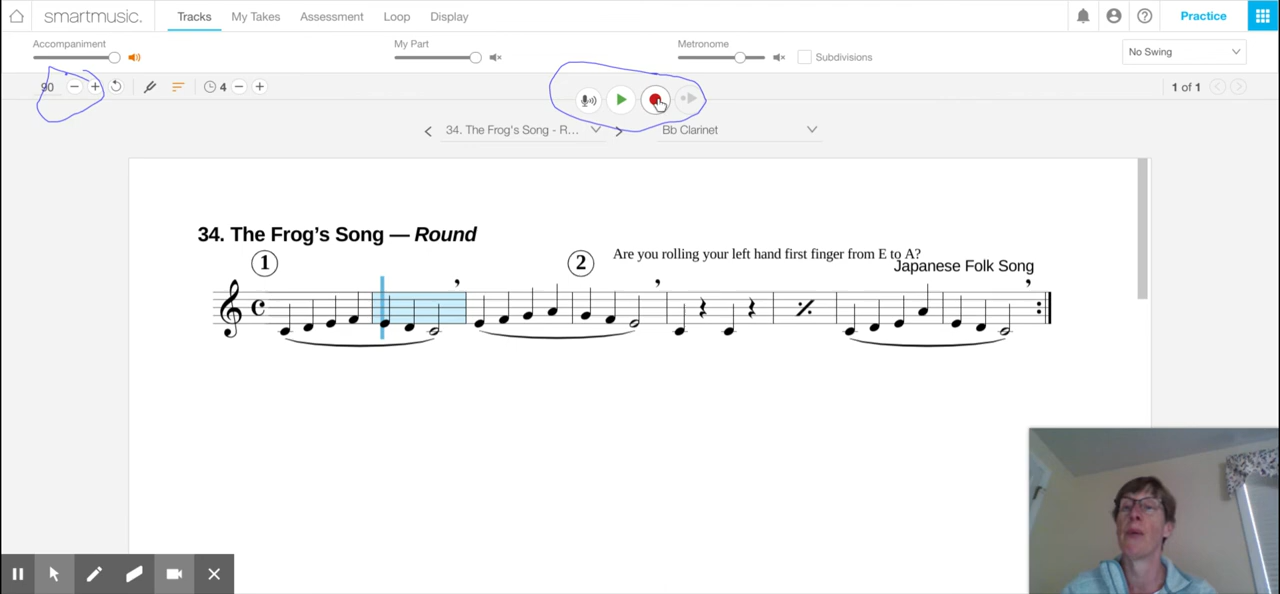 smartmusic. Tracks My Takes Assessment Loop Display Practice
Accompaniment My Part Metronome Subdivisions No Swing
90 4 1 of 1
34. The Frog's Song - R... Bb Clarinet
34. The Frog's Song — Round
1 2 Are you rolling your left hand first finger from E to A?
Japanese Folk Song